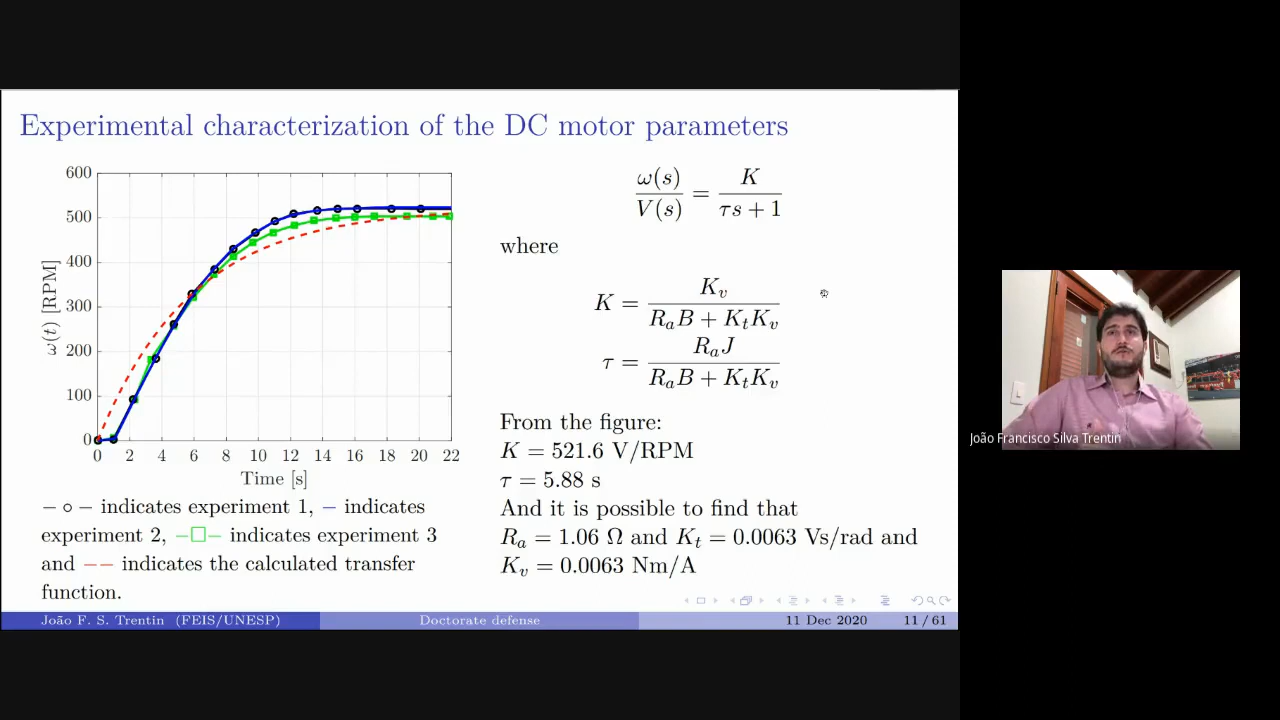 Experimental characterization of the DC motor parameters
600
500
400
300
200
100
0
ω(t) [RPM]
0 2 4 6 8 10 12 14 16 18 20 22
Time [s]
− ∘ − indicates experiment 1, − indicates
experiment 2, −□− indicates experiment 3
and −− indicates the calculated transfer
function.
ω(s)/V(s) = K/(τs + 1)
where
K = K_v/(R_aB + K_tK_v)
τ = R_aJ/(R_aB + K_tK_v)
From the figure:
K = 521.6 V/RPM
τ = 5.88 s
And it is possible to find that
R_a = 1.06 Ω and K_t = 0.0063 Vs/rad and
K_v = 0.0063 Nm/A
João F. S. Trentin (FEIS/UNESP) Doctorate defense 11 Dec 2020 11 / 61
João Francisco Silva Trentin